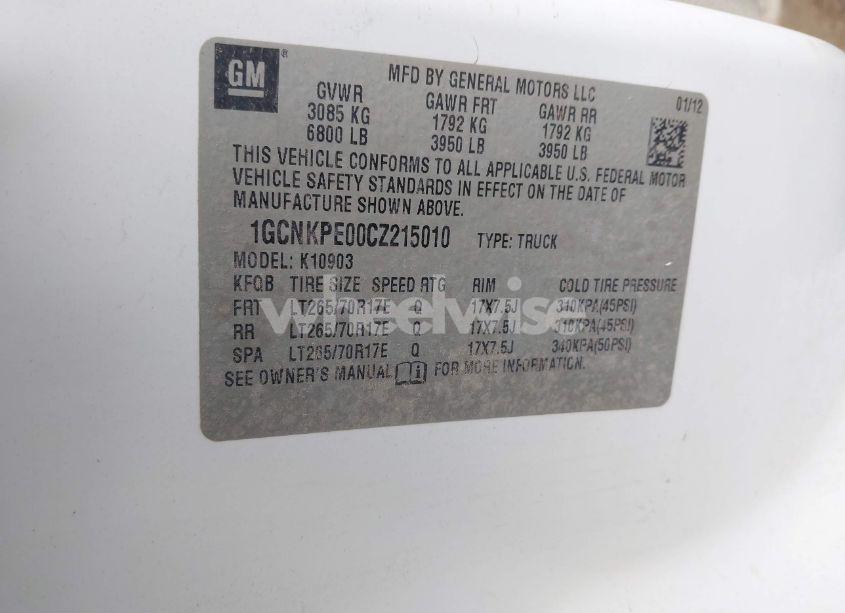 GM ®
MFD BY GENERAL MOTORS LLC
01/12
GVWR GAWR FRT GAWR RR
3085 KG 1792 KG 1792 KG
6800 LB 3950 LB 3950 LB
THIS VEHICLE CONFORMS TO ALL APPLICABLE U.S. FEDERAL MOTOR
VEHICLE SAFETY STANDARDS IN EFFECT ON THE DATE OF
MANUFACTURE SHOWN ABOVE.
1GCNKPE00CZ215010 TYPE: TRUCK
MODEL: K10903
KFQB TIRE SIZE SPEED RTG RIM COLD TIRE PRESSURE
FRT LT265/70R17E Q 17X7.5J 310KPA(45PSI)
RR LT265/70R17E Q 17X7.5J 310KPA(45PSI)
SPA LT265/70R17E Q 17X7.5J 340KPA(50PSI)
SEE OWNER'S MANUAL FOR MORE INFORMATION.
wheelwise